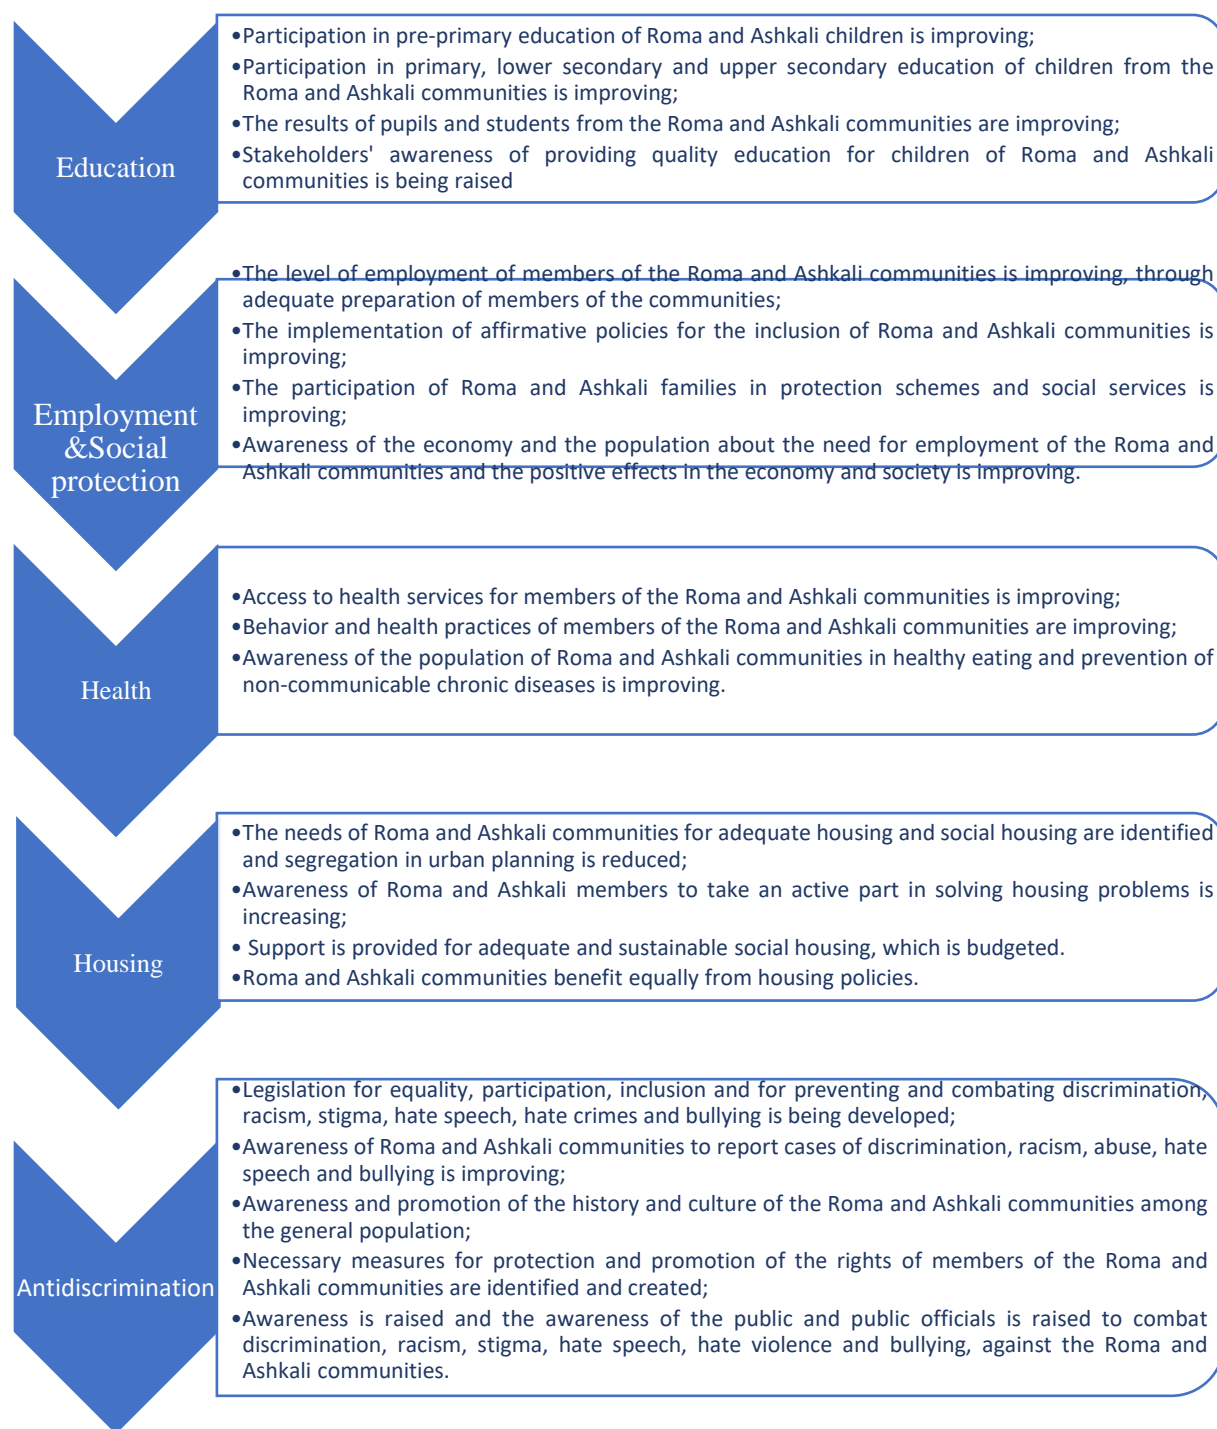 Education
•Participation in pre-primary education of Roma and Ashkali children is improving;
•Participation in primary, lower secondary and upper secondary education of children from the
Roma and Ashkali communities is improving;
•The results of pupils and students from the Roma and Ashkali communities are improving;
•Stakeholders' awareness of providing quality education for children of Roma and Ashkali
communities is being raised
Employment
&Social
protection
•The level of employment of members of the Roma and Ashkali communities is improving, through
adequate preparation of members of the communities;
•The implementation of affirmative policies for the inclusion of Roma and Ashkali communities is
improving;
•The participation of Roma and Ashkali families in protection schemes and social services is
improving;
•Awareness of the economy and the population about the need for employment of the Roma and
Ashkali communities and the positive effects in the economy and society is improving.
Health
•Access to health services for members of the Roma and Ashkali communities is improving;
•Behavior and health practices of members of the Roma and Ashkali communities are improving;
•Awareness of the population of Roma and Ashkali communities in healthy eating and prevention of
non-communicable chronic diseases is improving.
Housing
•The needs of Roma and Ashkali communities for adequate housing and social housing are identified
and segregation in urban planning is reduced;
•Awareness of Roma and Ashkali members to take an active part in solving housing problems is
increasing;
• Support is provided for adequate and sustainable social housing, which is budgeted.
•Roma and Ashkali communities benefit equally from housing policies.
Antidiscrimination
•Legislation for equality, participation, inclusion and for preventing and combating discrimination,
racism, stigma, hate speech, hate crimes and bullying is being developed;
•Awareness of Roma and Ashkali communities to report cases of discrimination, racism, abuse, hate
speech and bullying is improving;
•Awareness and promotion of the history and culture of the Roma and Ashkali communities among
the general population;
•Necessary measures for protection and promotion of the rights of members of the Roma and
Ashkali communities are identified and created;
•Awareness is raised and the awareness of the public and public officials is raised to combat
discrimination, racism, stigma, hate speech, hate violence and bullying, against the Roma and
Ashkali communities.